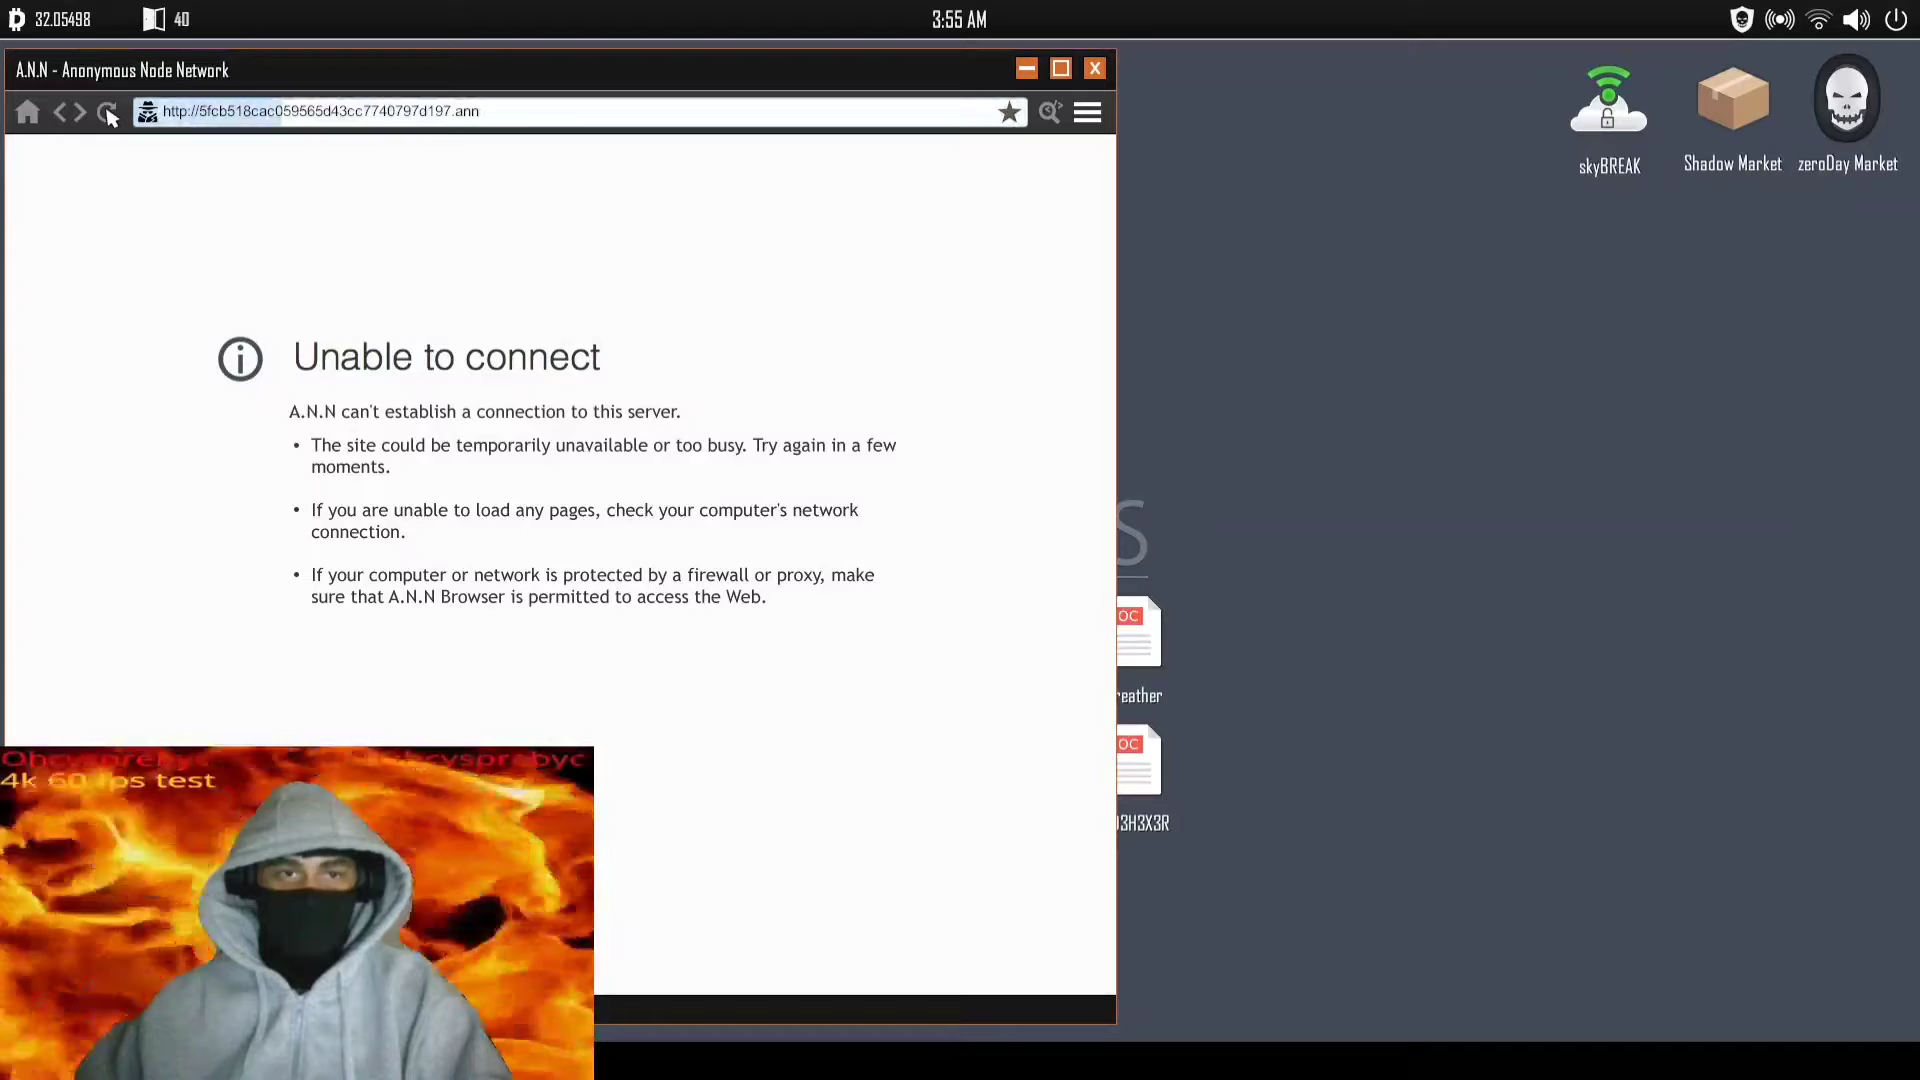 32.05498
40
3:55 AM
A.N.N - Anonymous Node Network
http://5fcb518cac059565d43cc7740797d197.ann
skyBREAK
Shadow Market
zeroDay Market
Unable to connect
A.N.N can't establish a connection to this server.
• The site could be temporarily unavailable or too busy. Try again in a few
moments.
• If you are unable to load any pages, check your computer's network
connection.
• If your computer or network is protected by a firewall or proxy, make
sure that A.N.N Browser is permitted to access the Web.
S
OC
reather
OC
3H3X3R
4k 60 fps test